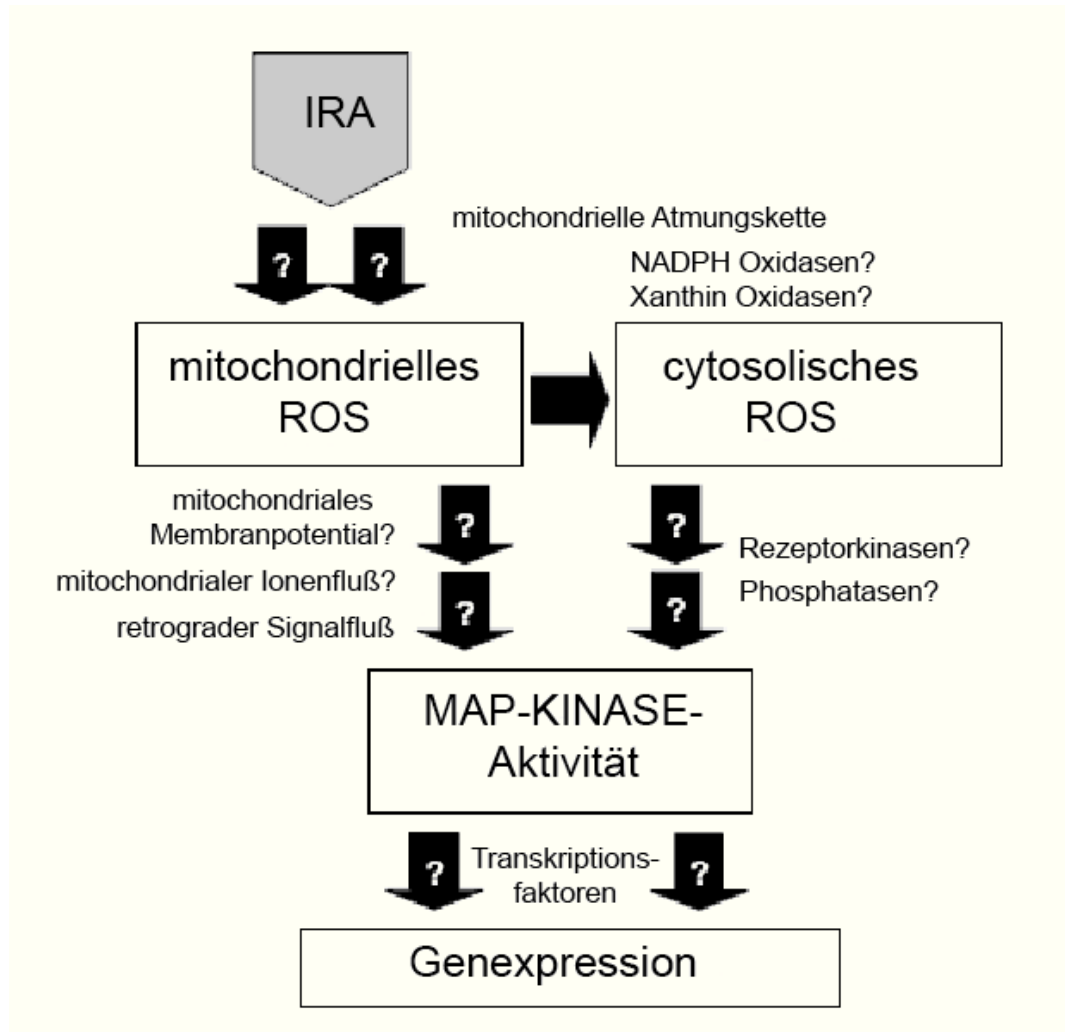 IRA
mitochondrielle Atmungskette
? ?
NADPH Oxidasen?
Xanthin Oxidasen?
mitochondrielles
ROS
cytosolisches
ROS
mitochondriales
Membranpotential?
?
?
Rezeptorkinasen?
mitochondrialer Ionenfluß?
retrograder Signalfluß
?
?
Phosphatasen?
MAP-KINASE-
Aktivität
?
Transkriptions-
faktoren
?
Genexpression